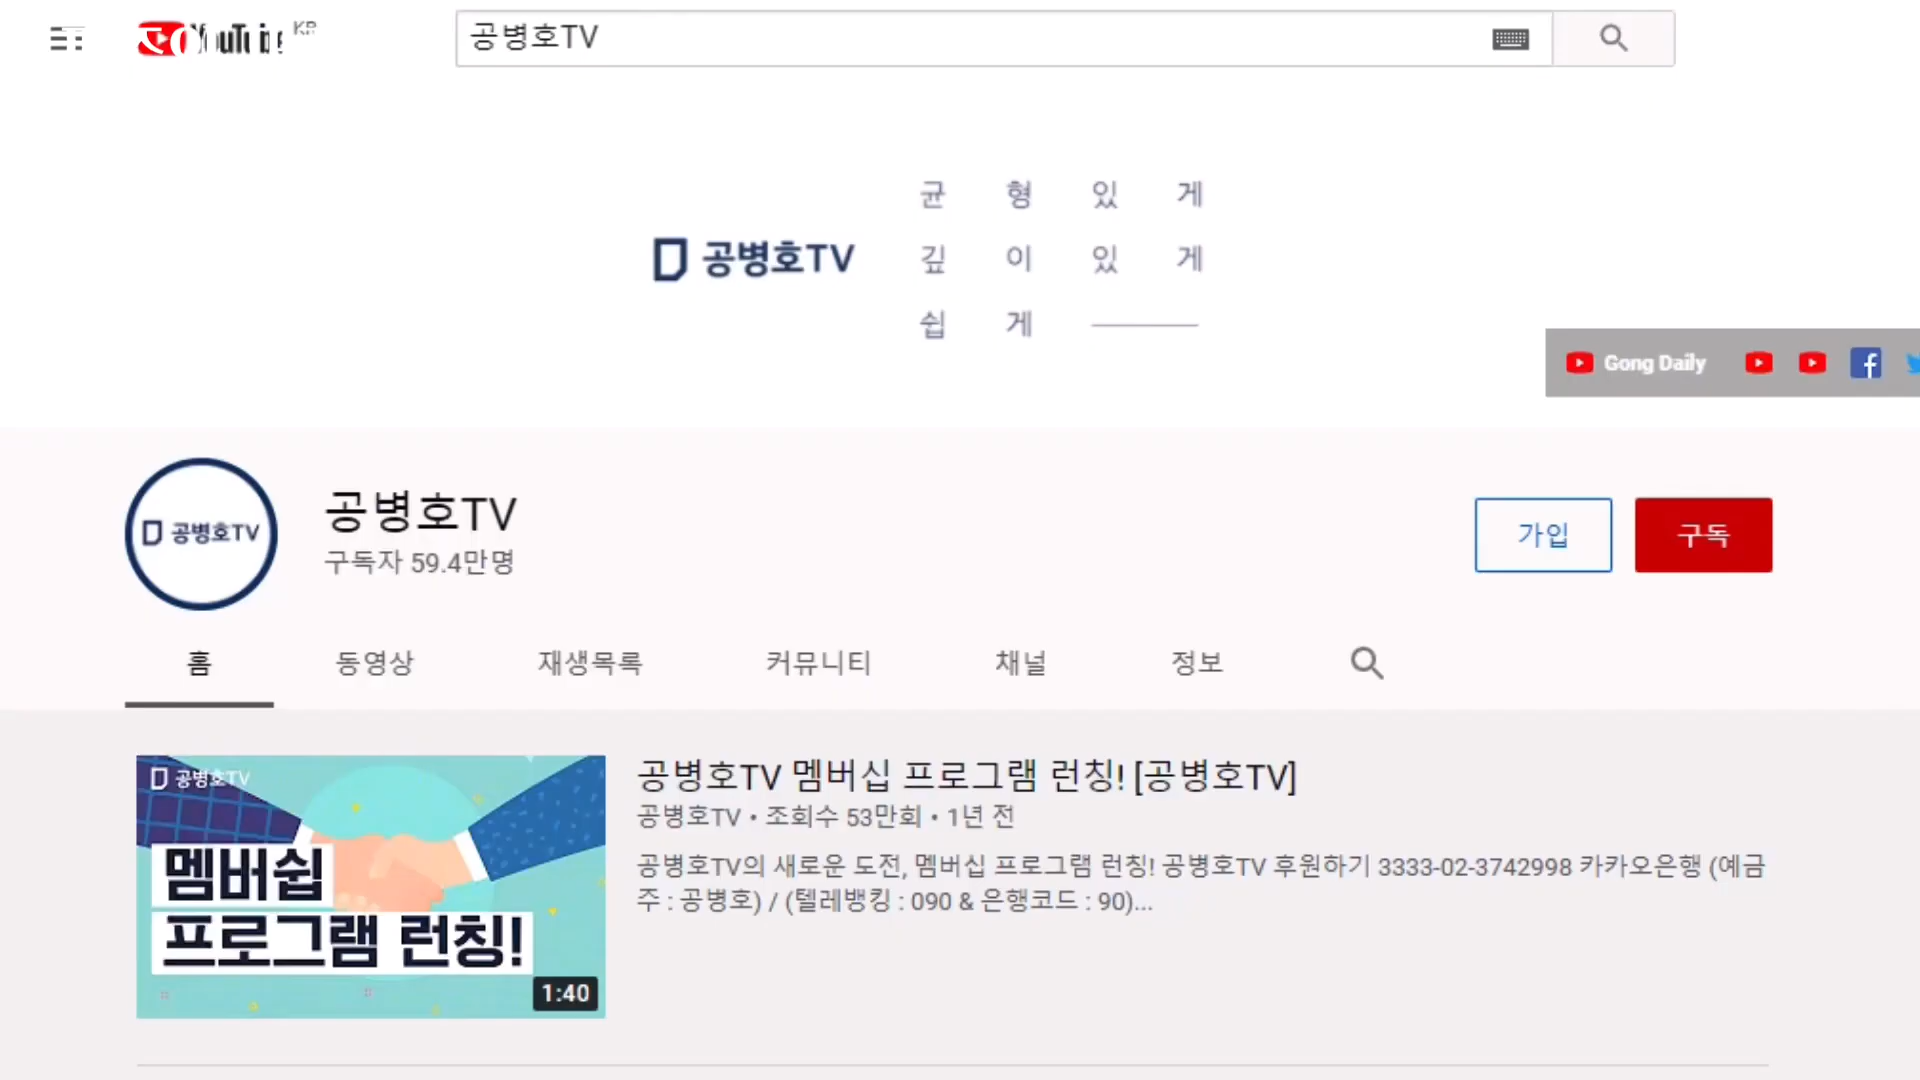 YouTube KR
공병호TV
공병호TV
균형있게
깊이있게
쉽게
Gong Daily
공병호TV
공병호TV
구독자 59.4만명
가입
구독
홈
동영상
재생목록
커뮤니티
채널
정보
공병호TV
멤버쉽
프로그램 런칭!
1:40
공병호TV 멤버십 프로그램 런칭! [공병호TV]
공병호TV • 조회수 53만회 • 1년 전
공병호TV의 새로운 도전, 멤버십 프로그램 런칭! 공병호TV 후원하기 3333-02-3742998 카카오은행 (예금
주 : 공병호) / (텔레뱅킹 : 090 & 은행코드 : 90)...